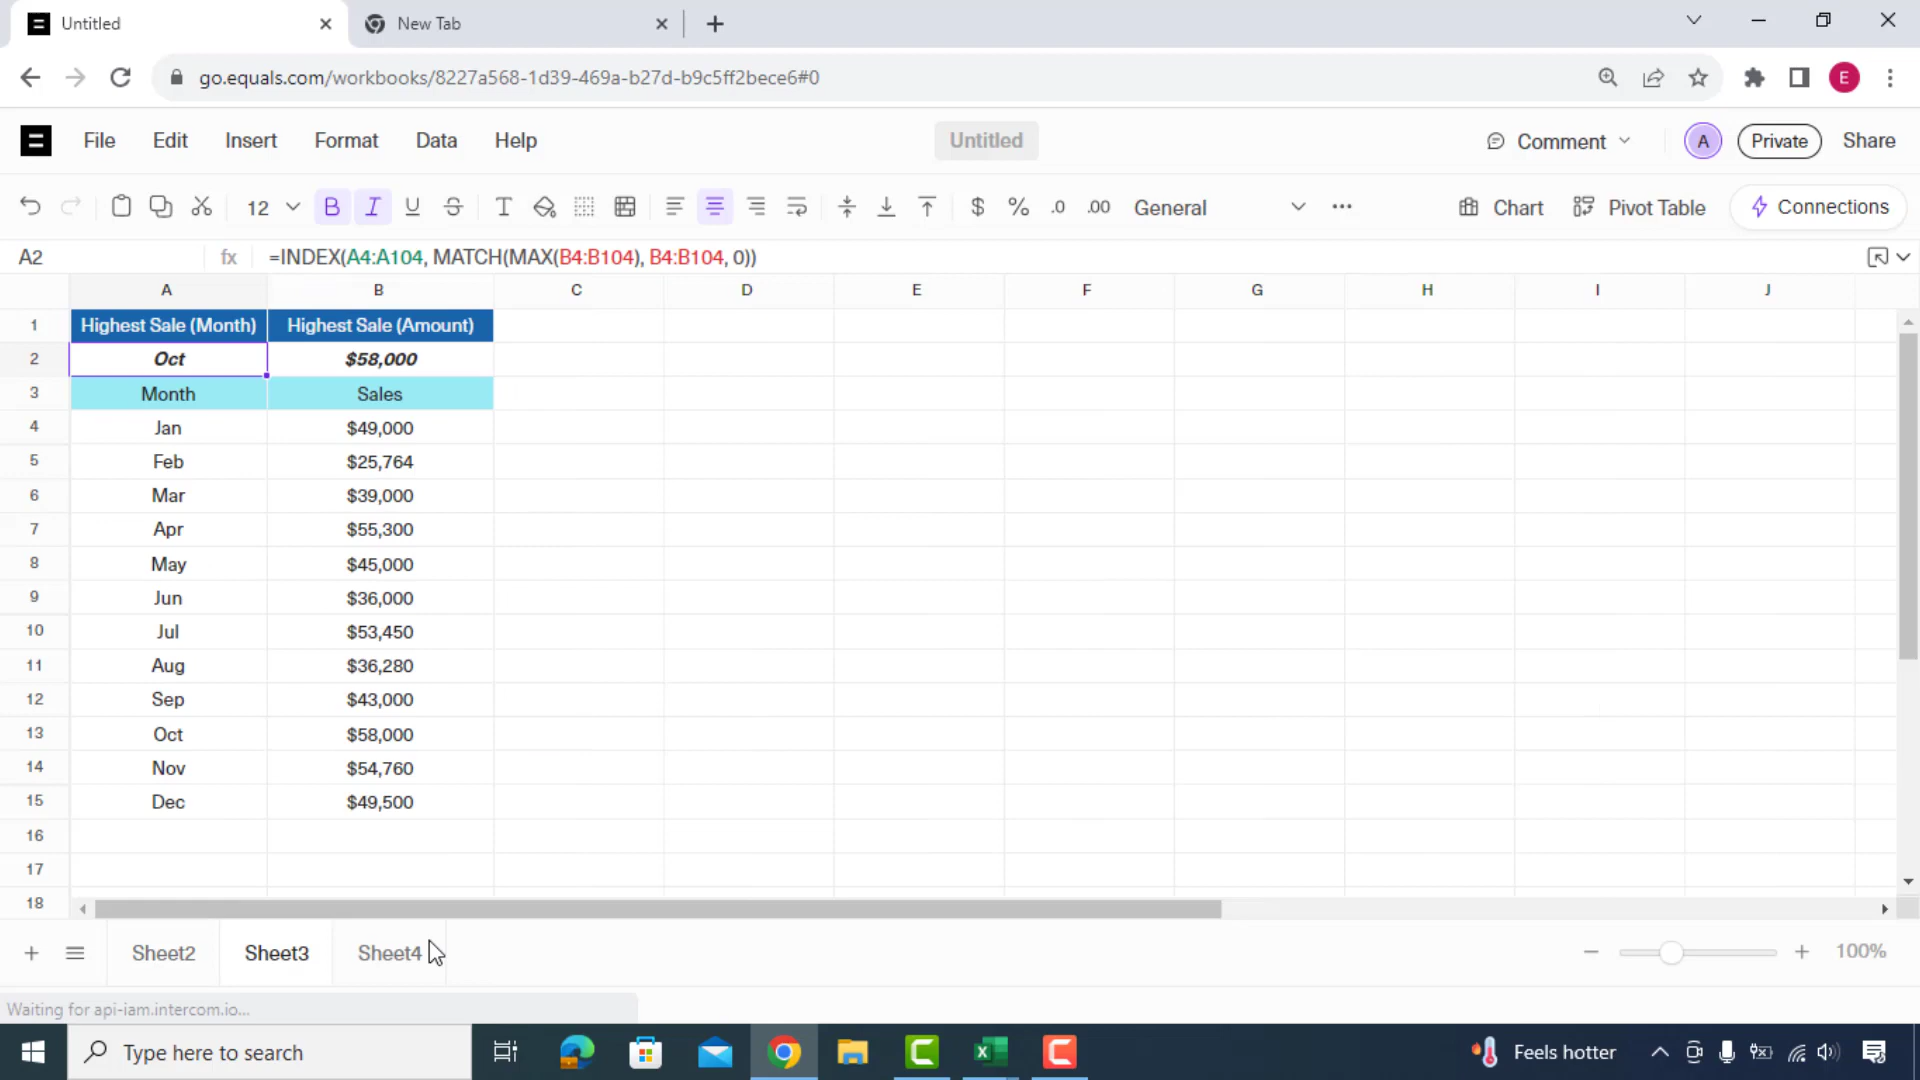 Untitled
New Tab
go.equals.com/workbooks/8227a568-1d39-469a-b27d-b9c5ff2bece6#0
E
File Edit Insert Format Data Help
Untitled
Comment
A
Private
Share
12
B I U S T
$ % .0 .00 General
Chart
Pivot Table
Connections
A2
fx
=INDEX(A4:A104, MATCH(MAX(B4:B104), B4:B104, 0))
A B C D E F G H I J
1 Highest Sale (Month) Highest Sale (Amount)
2 Oct $58,000
3 Month Sales
4 Jan $49,000
5 Feb $25,764
6 Mar $39,000
7 Apr $55,300
8 May $45,000
9 Jun $36,000
10 Jul $53,450
11 Aug $36,280
12 Sep $43,000
13 Oct $58,000
14 Nov $54,760
15 Dec $49,500
16
17
18
Sheet2 Sheet3 Sheet4
100%
Waiting for api-iam.intercom.io...
Type here to search
Feels hotter